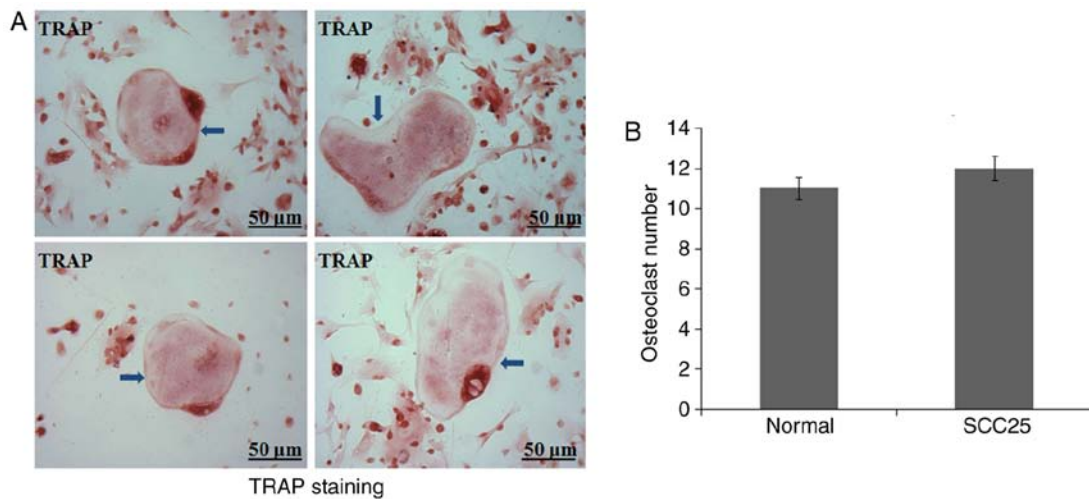 A
TRAP
50 µm
TRAP
50 µm
TRAP
50 µm
TRAP
50 µm
TRAP staining
B
Osteoclast number
14
12
10
8
6
4
2
0
Normal
SCC25